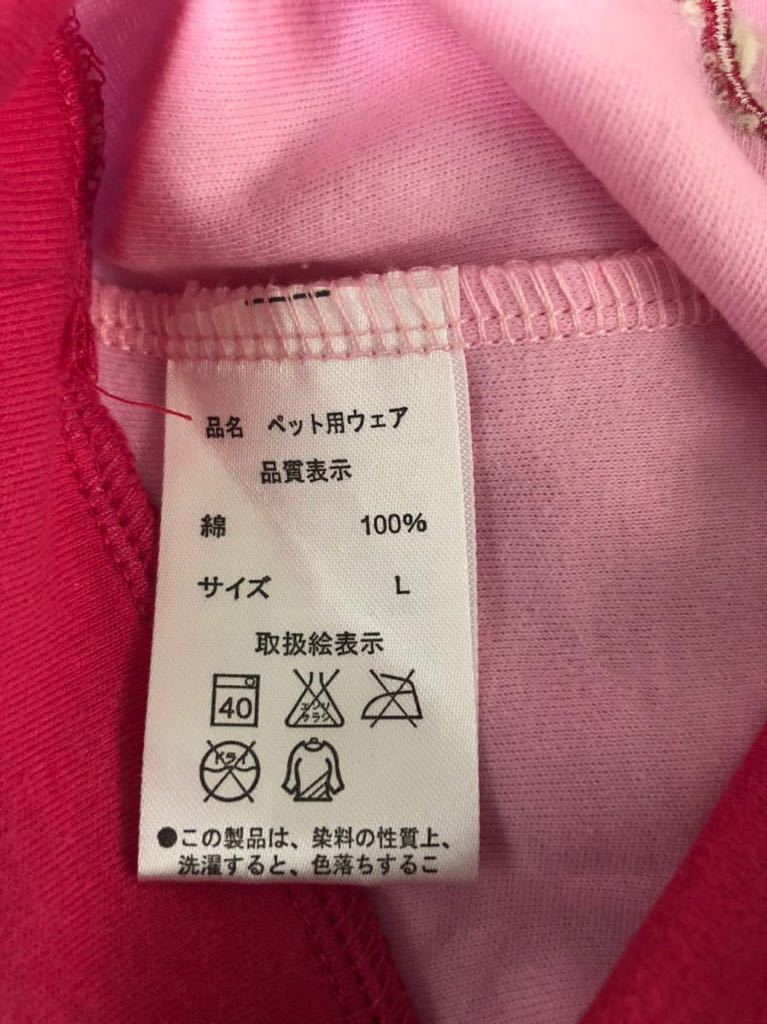 品名 ペット用ウェア
品質表示
綿 100%
サイズ L
取扱絵表示
40
エンソ
サラシ
ドライ
●この製品は、染料の性質上、
洗濯すると、色落ちするこ